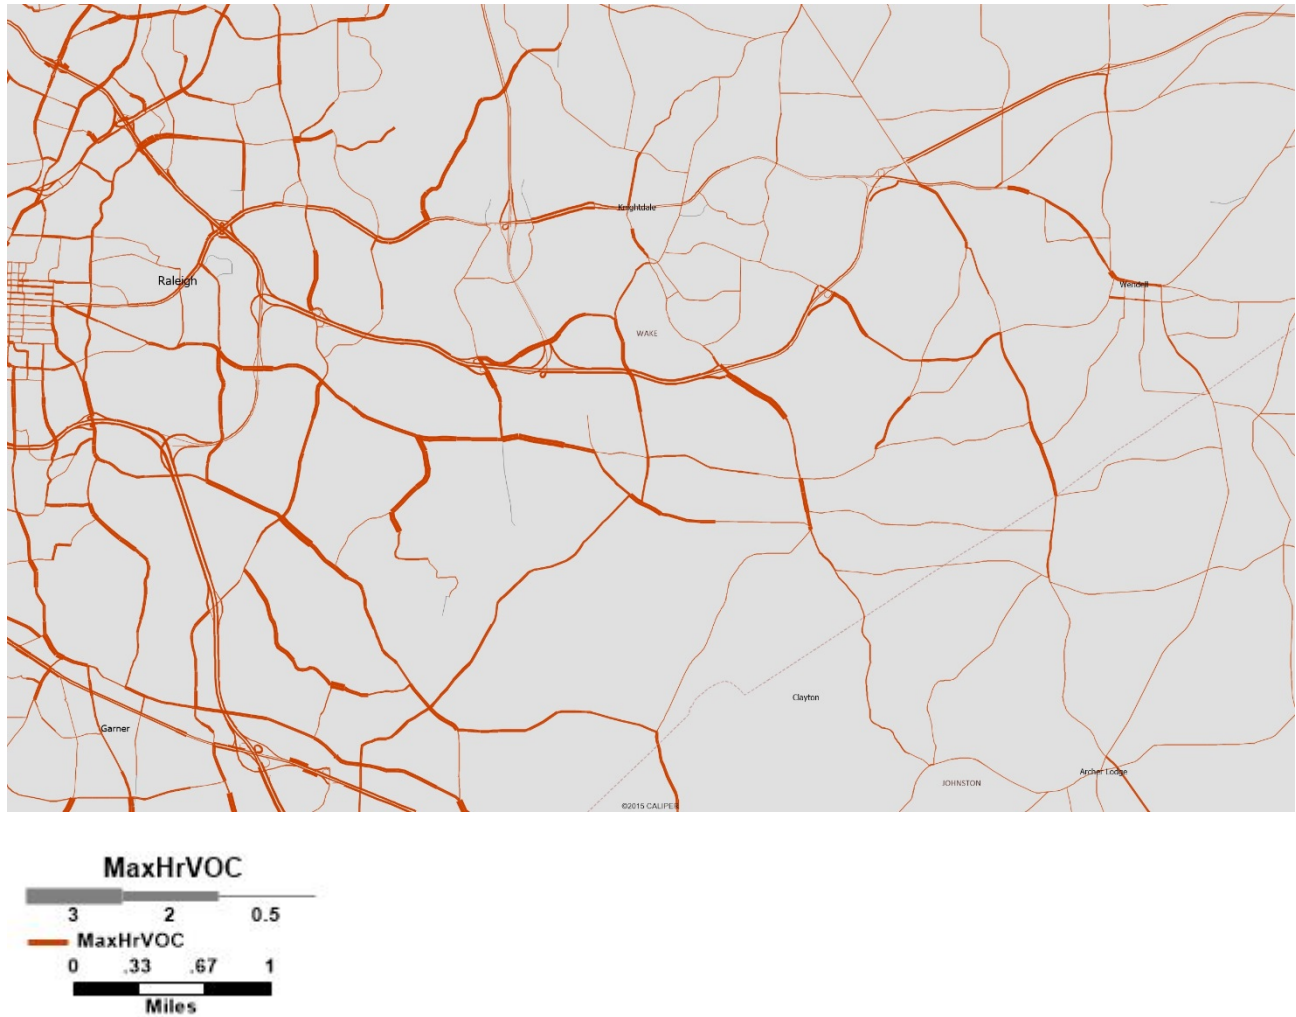 Knightdale
Raleigh
Wendell
WAKE
Clayton
Garner
Archer Lodge
JOHNSTON
©2015 CALIPER
MaxHrVOC
3 2 0.5
MaxHrVOC
0 .33 .67 1
Miles